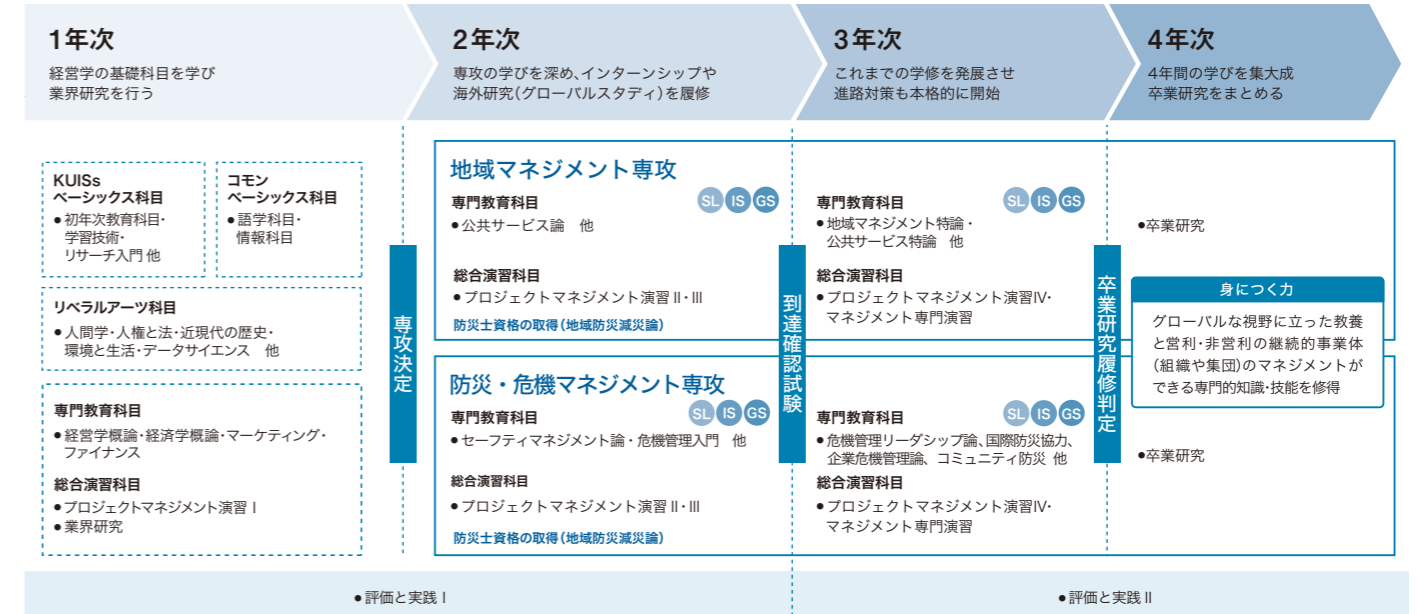 1年次
経営学の基礎科目を学び
業界研究を行う
2年次
専攻の学びを深め、インターンシップや
海外研究(グローバルスタディ)を履修
3年次
これまでの学修を発展させ
進路対策も本格的に開始
4年次
4年間の学びを集大成
卒業研究をまとめる
KUISs
ベーシックス科目
●初年次教育科目・
学習技術・
リサーチ入門 他
コモン
ベーシックス科目
●語学科目・
情報科目
リベラルアーツ科目
●人間学・人権と法・近現代の歴史・
環境と生活・データサイエンス 他
専門教育科目
●経営学概論・経済学概論・マーケティング・
ファイナンス
総合演習科目
●プロジェクトマネジメント演習Ⅰ
●業界研究
専攻決定
地域マネジメント専攻
専門教育科目
SL IS GS
●公共サービス論 他
総合演習科目
●プロジェクトマネジメント演習Ⅱ・Ⅲ
防災士資格の取得(地域防災減災論)
専門教育科目
SL IS GS
●地域マネジメント特論・
公共サービス特論 他
総合演習科目
●プロジェクトマネジメント演習Ⅳ・
マネジメント専門演習
●卒業研究
防災・危機マネジメント専攻
専門教育科目
SL IS GS
●セーフティマネジメント論・危機管理入門 他
総合演習科目
●プロジェクトマネジメント演習Ⅱ・Ⅲ
防災士資格の取得(地域防災減災論)
到達確認試験
専門教育科目
SL IS GS
●危機管理リーダシップ論、国際防災協力、
企業危機管理論、コミュニティ防災 他
総合演習科目
●プロジェクトマネジメント演習Ⅳ・
マネジメント専門演習
卒業研究履修判定
身につく力
グローバルな視野に立った教養
と営利・非営利の継続的事業体
(組織や集団)のマネジメントが
できる専門的知識・技能を修得
●卒業研究
●評価と実践Ⅰ
●評価と実践Ⅱ